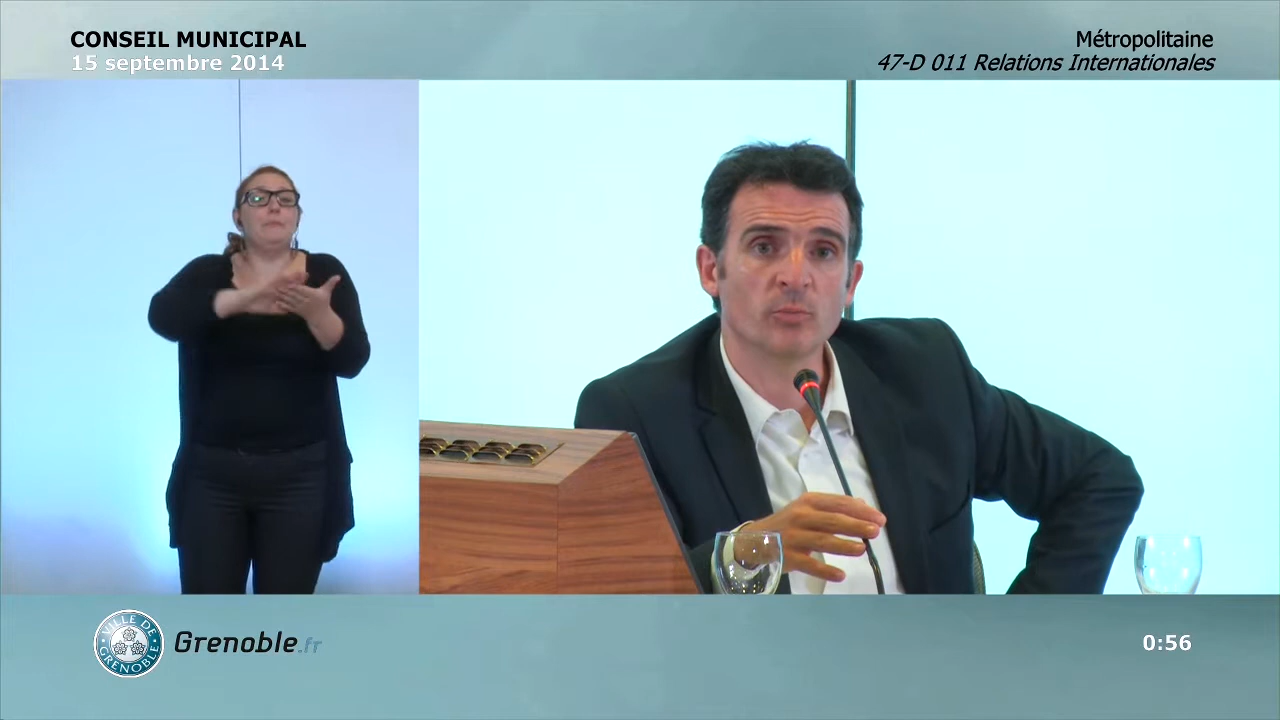 CONSEIL MUNICIPAL
15 septembre 2014
Métropolitaine
47-D 011 Relations Internationales
VILLE DE GRENOBLE
Grenoble.fr
0:56